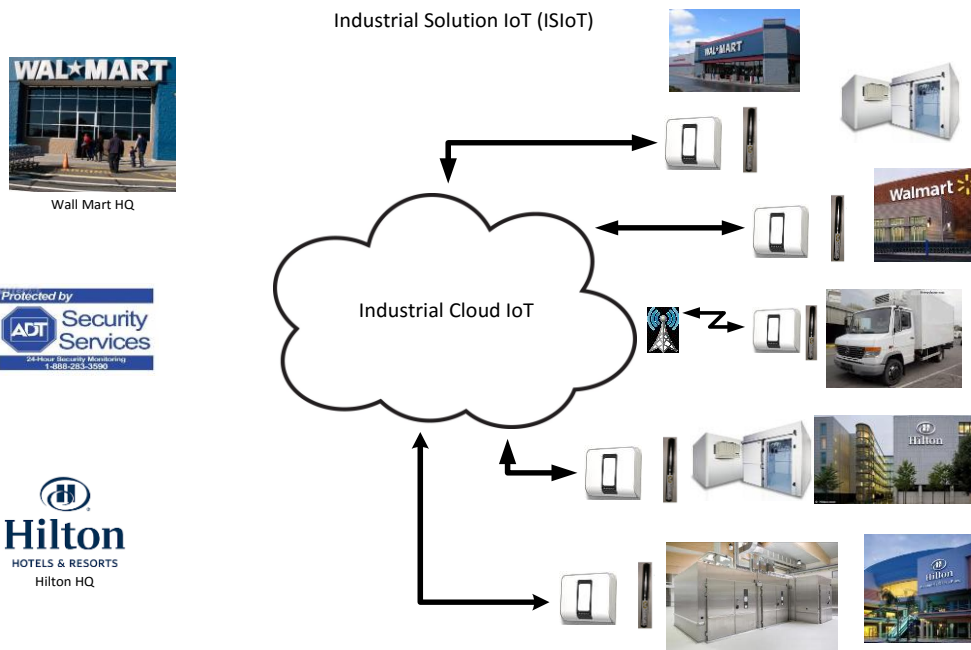 Industrial Solution IoT (ISIoT)
WAL★MART
WAL★MART
Wall Mart HQ
Walmart
Protected by
ADT
Security
Services
24-Hour Security Monitoring
1-888-283-3590
Industrial Cloud IoT
Hilton
H
Hilton
HOTELS & RESORTS
Hilton HQ
Hilton